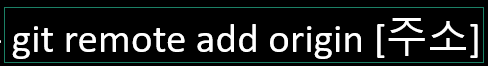 git remote add origin [주소]